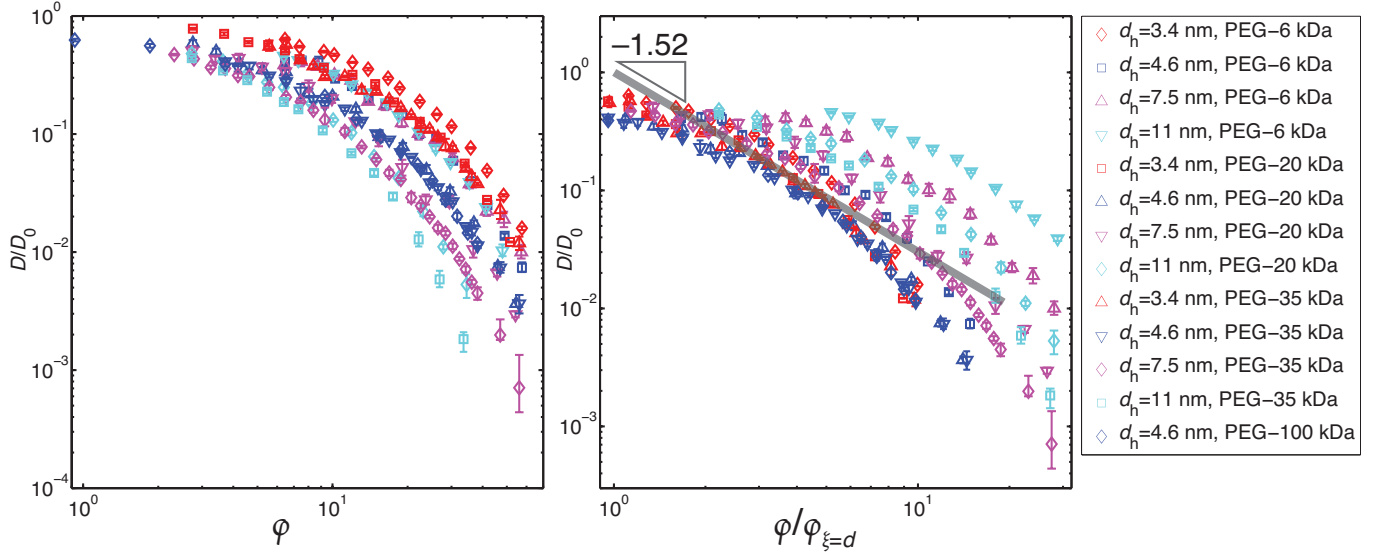 10⁰
10⁻¹
10⁻²
10⁻³
10⁻⁴
D/D₀
10⁰
10¹
φ
−1.52
10⁰
10⁻¹
10⁻²
10⁻³
D/D₀
10⁰
10¹
φ/φ_ξ=d
d_h=3.4 nm, PEG−6 kDa
d_h=4.6 nm, PEG−6 kDa
d_h=7.5 nm, PEG−6 kDa
d_h=11 nm, PEG−6 kDa
d_h=3.4 nm, PEG−20 kDa
d_h=4.6 nm, PEG−20 kDa
d_h=7.5 nm, PEG−20 kDa
d_h=11 nm, PEG−20 kDa
d_h=3.4 nm, PEG−35 kDa
d_h=4.6 nm, PEG−35 kDa
d_h=7.5 nm, PEG−35 kDa
d_h=11 nm, PEG−35 kDa
d_h=4.6 nm, PEG−100 kDa